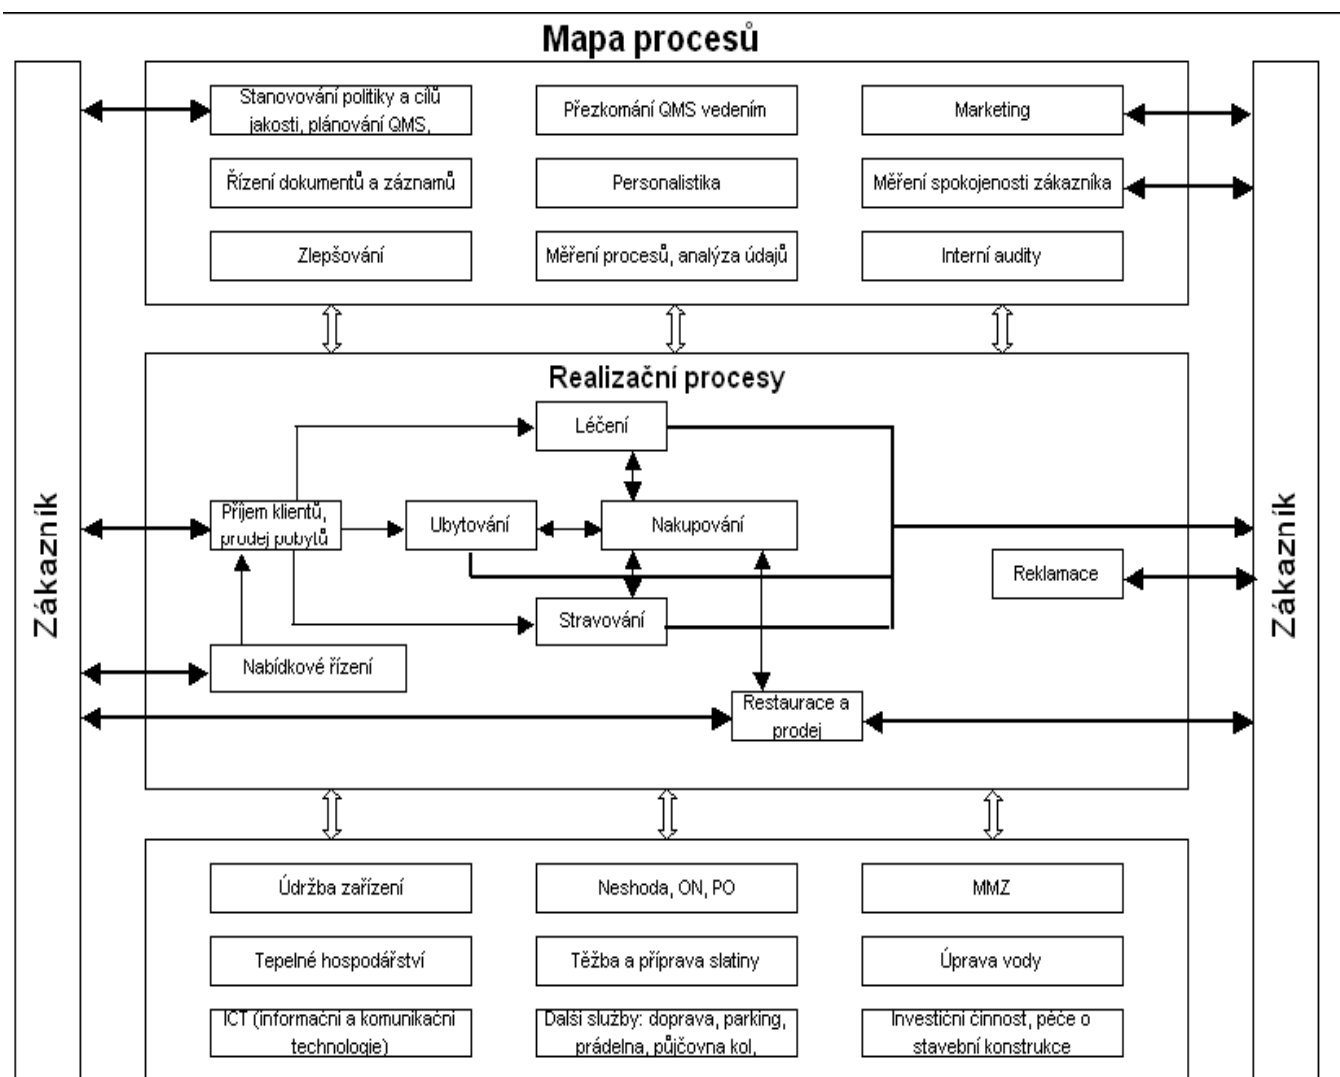 Mapa procesů
Stanovování politiky a cílů
jakosti, plánování QMS,
Přezkomání QMS vedením
Marketing
Řízení dokumentů a záznamů
Personalistika
Měření spokojenosti zákazníka
Zlepšování
Měření procesů, analýza údajů
Interní audity
Zákazník
Realizační procesy
Léčení
Příjem klientů,
prodej pobytů
Ubytování
Nakupování
Reklamace
Stravování
Nabídkové řízení
Restaurace a
prodej
Zákazník
Údržba zařízení
Neshoda, ON, PO
MMZ
Tepelné hospodářství
Těžba a příprava slatiny
Úprava vody
ICT (informační a komunikační
technologie)
Další služby: doprava, parking,
prádelna, půjčovna kol,
Investiční činnost, péče o
stavební konstrukce